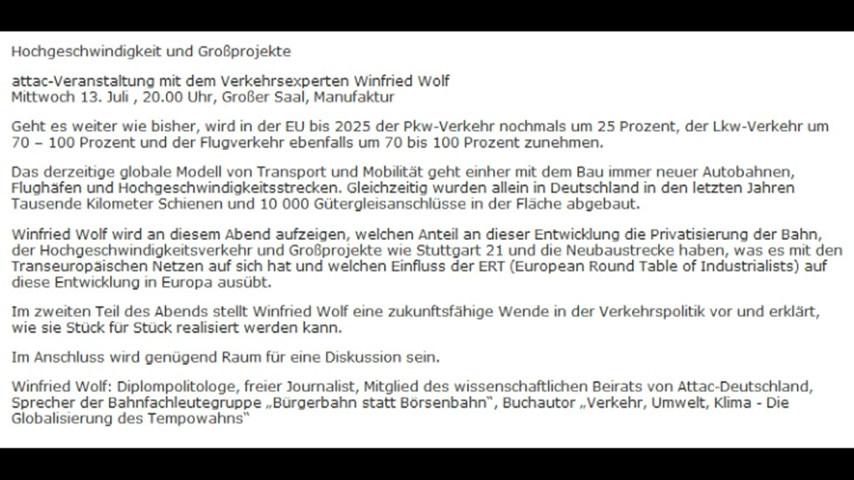 Hochgeschwindigkeit und Großprojekte
attac-Veranstaltung mit dem Verkehrsexperten Winfried Wolf
Mittwoch 13. Juli , 20.00 Uhr, Großer Saal, Manufaktur
Geht es weiter wie bisher, wird in der EU bis 2025 der Pkw-Verkehr nochmals um 25 Prozent, der Lkw-Verkehr um
70 – 100 Prozent und der Flugverkehr ebenfalls um 70 bis 100 Prozent zunehmen.
Das derzeitige globale Modell von Transport und Mobilität geht einher mit dem Bau immer neuer Autobahnen,
Flughäfen und Hochgeschwindigkeitsstrecken. Gleichzeitig wurden allein in Deutschland in den letzten Jahren
Tausende Kilometer Schienen und 10 000 Gütergleisanschlüsse in der Fläche abgebaut.
Winfried Wolf wird an diesem Abend aufzeigen, welchen Anteil an dieser Entwicklung die Privatisierung der Bahn,
der Hochgeschwindigkeitsverkehr und Großprojekte wie Stuttgart 21 und die Neubaustrecke haben, was es mit den
Transeuropäischen Netzen auf sich hat und welchen Einfluss der ERT (European Round Table of Industrialists) auf
diese Entwicklung in Europa ausübt.
Im zweiten Teil des Abends stellt Winfried Wolf eine zukunftsfähige Wende in der Verkehrspolitik vor und erklärt,
wie sie Stück für Stück realisiert werden kann.
Im Anschluss wird genügend Raum für eine Diskussion sein.
Winfried Wolf: Diplompolitologe, freier Journalist, Mitglied des wissenschaftlichen Beirats von Attac-Deutschland,
Sprecher der Bahnfachleutegruppe „Bürgerbahn statt Börsenbahn“, Buchautor „Verkehr, Umwelt, Klima - Die
Globalisierung des Tempowahns“